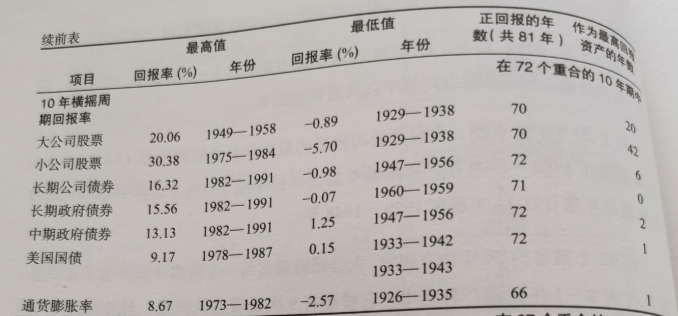 续前表
最高值 最低值 正回报的年 作为最高回报
数(共 81 年) 资产的年数
项目 回报率(%) 年份 回报率(%) 年份
在 72 个重合的 10 年期中
10 年横摇周
期回报率
大公司股票 20.06 1949—1958 −0.89 1929—1938 70 20
小公司股票 30.38 1975—1984 −5.70 1929—1938 70 42
长期公司债券 16.32 1982—1991 −0.98 1947—1956 72 6
长期政府债券 15.56 1982—1991 −0.07 1960—1959 71 0
中期政府债券 13.13 1982—1991 1.25 1947—1956 72 2
美国国债 9.17 1978—1987 0.15 1933—1942 72 1
1933—1943
通货膨胀率 8.67 1973—1982 −2.57 1926—1935 66 1